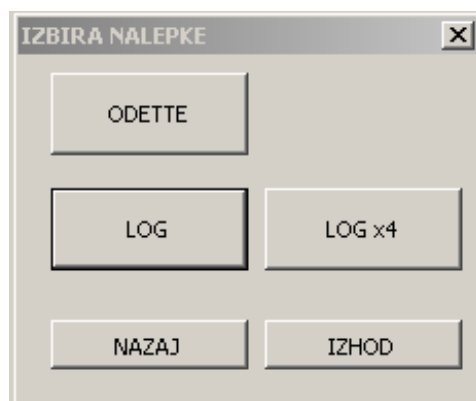 IZBIRA NALEPKE
ODETTE
LOG
LOG x4
NAZAJ
IZHOD